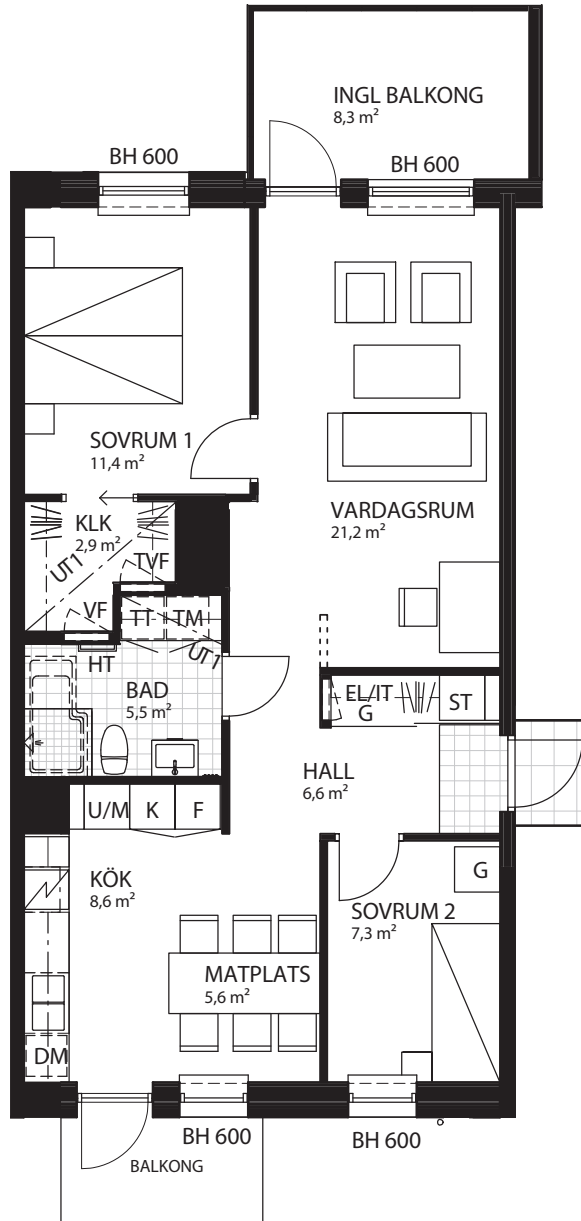 INGL BALKONG
8,3 m²
BH 600
BH 600
SOVRUM 1
11,4 m²
VARDAGSRUM
21,2 m²
KLK
2,9 m²
UT1
TVF
VF
TT
TM
UT1
HT
BAD
5,5 m²
EL/IT
G
ST
HALL
6,6 m²
U/M
K
F
KÖK
8,6 m²
G
SOVRUM 2
7,3 m²
MATPLATS
5,6 m²
DM
BH 600
BH 600
BALKONG